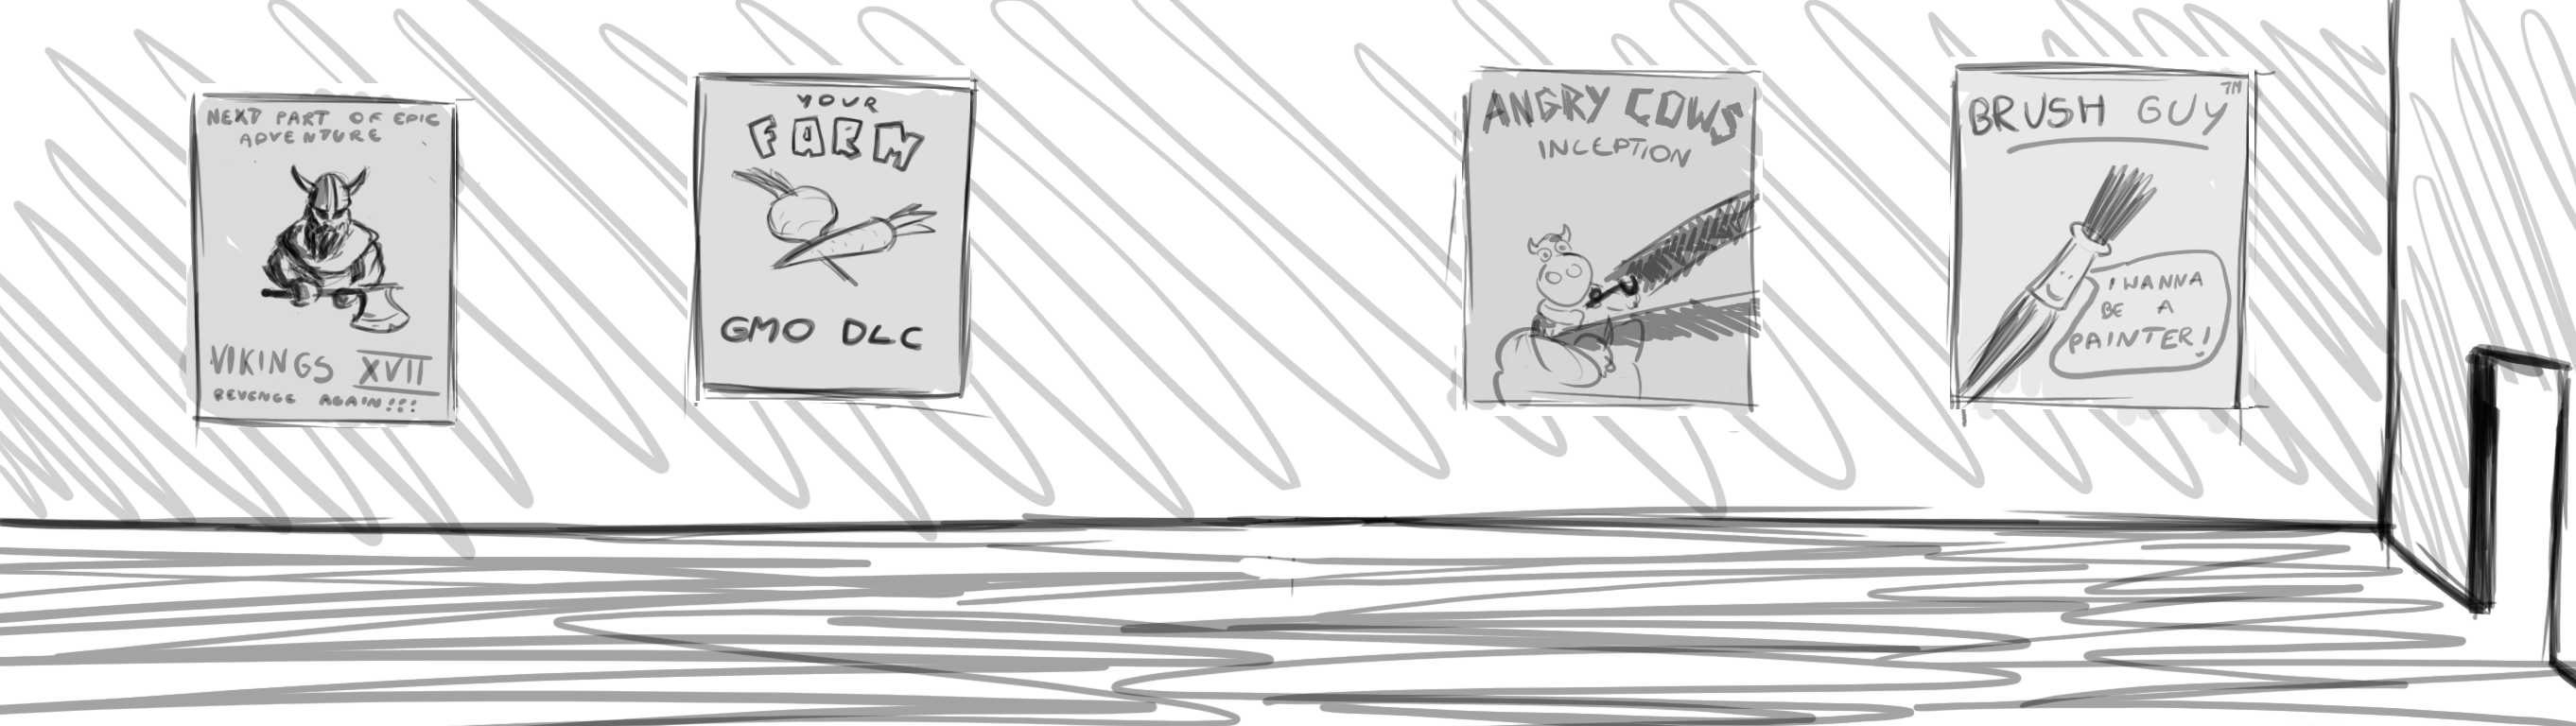 NEXT PART OF EPIC
ADVENTURE
VIKINGS XVII
REVENGE AGAIN!!!
YOUR
FARM
GMO DLC
ANGRY COWS
INCEPTION
BRUSH GUY TM
I WANNA
BE A
PAINTER!